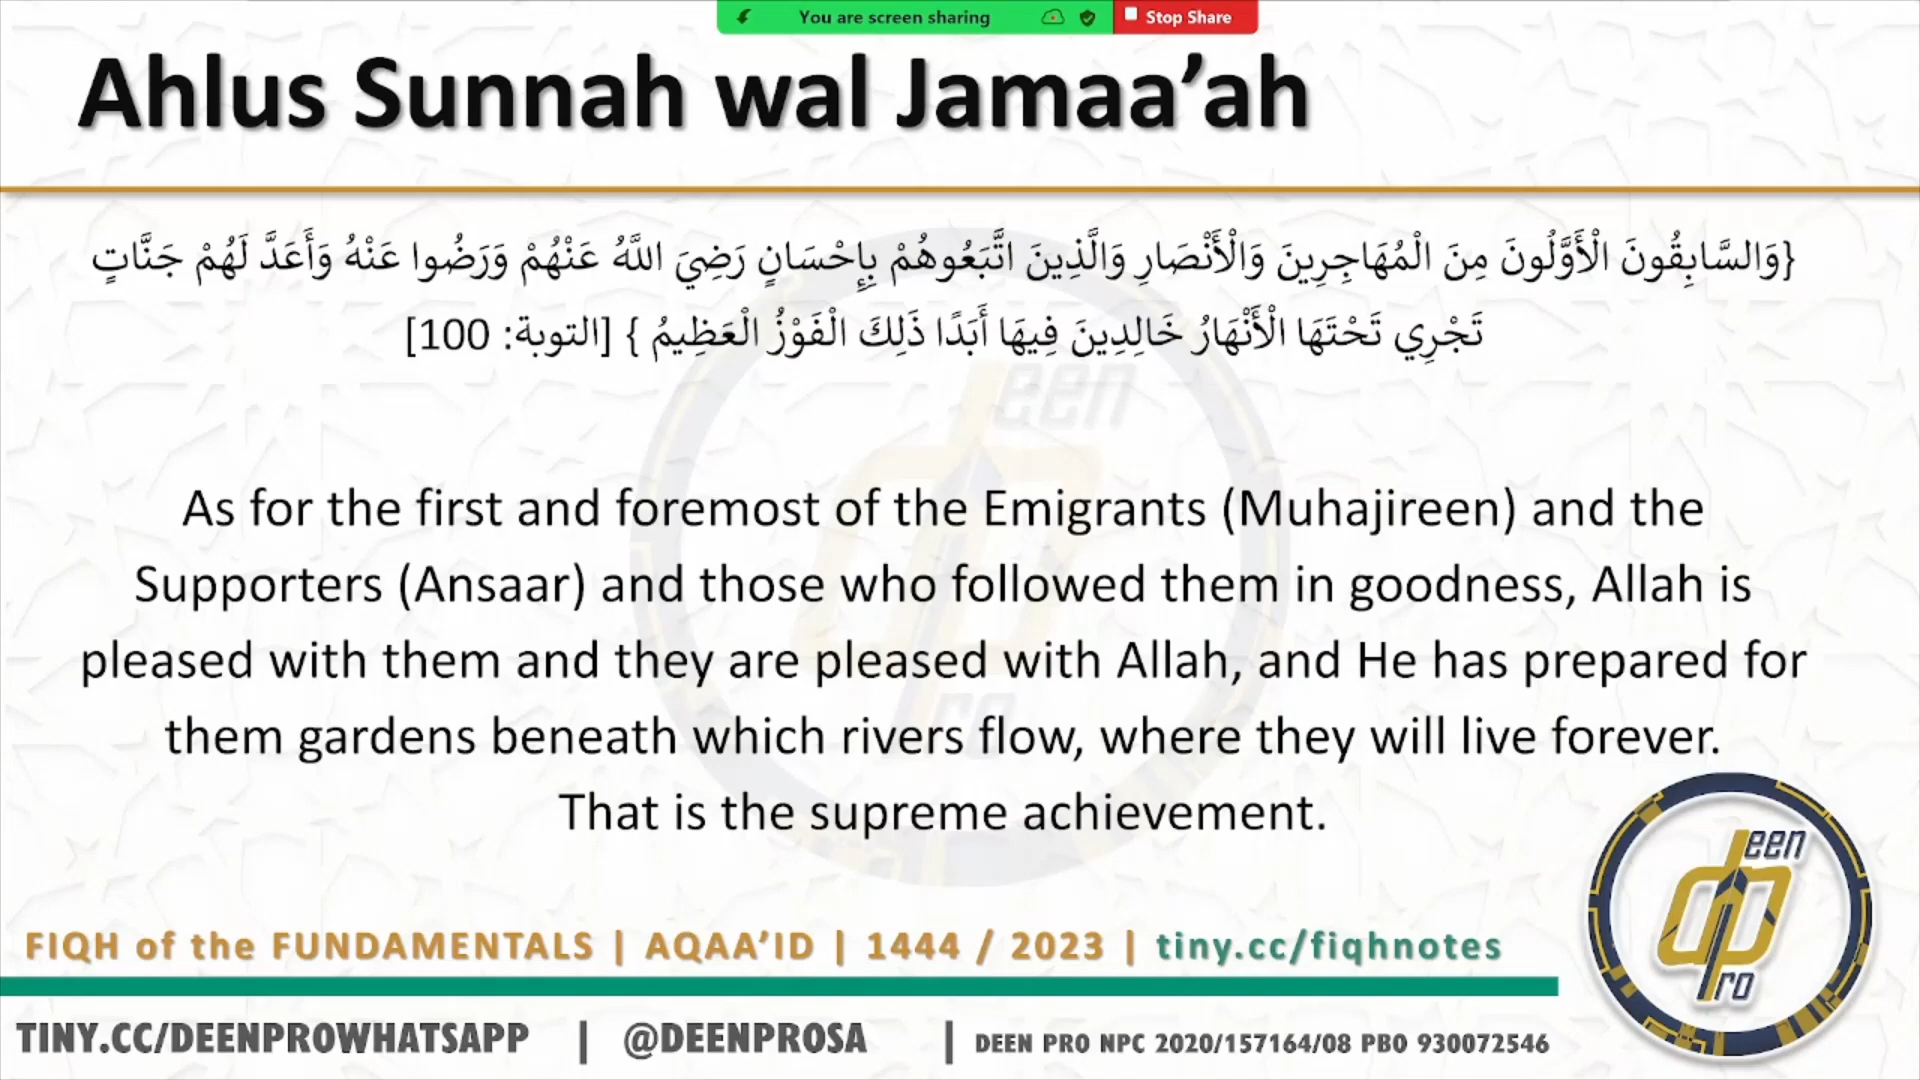 You are screen sharing
Stop Share
Ahlus Sunnah wal Jamaa’ah
{وَالسَّابِقُونَ الْأَوَّلُونَ مِنَ الْمُهَاجِرِينَ وَالْأَنْصَارِ وَالَّذِينَ اتَّبَعُوهُمْ بِإِحْسَانٍ رَضِيَ اللَّهُ عَنْهُمْ وَرَضُوا عَنْهُ وَأَعَدَّ لَهُمْ جَنَّاتٍ
تَجْرِي تَحْتَهَا الْأَنْهَارُ خَالِدِينَ فِيهَا أَبَدًا ذَلِكَ الْفَوْزُ الْعَظِيمُ } [التوبة: 100]
As for the first and foremost of the Emigrants (Muhajireen) and the
Supporters (Ansaar) and those who followed them in goodness, Allah is
pleased with them and they are pleased with Allah, and He has prepared for
them gardens beneath which rivers flow, where they will live forever.
That is the supreme achievement.
FIQH of the FUNDAMENTALS | AQAA’ID | 1444 / 2023 | tiny.cc/fiqhnotes
TINY.CC/DEENPROWHATSAPP | @DEENPROSA | DEEN PRO NPC 2020/157164/08 PBO 930072546
deen
pro